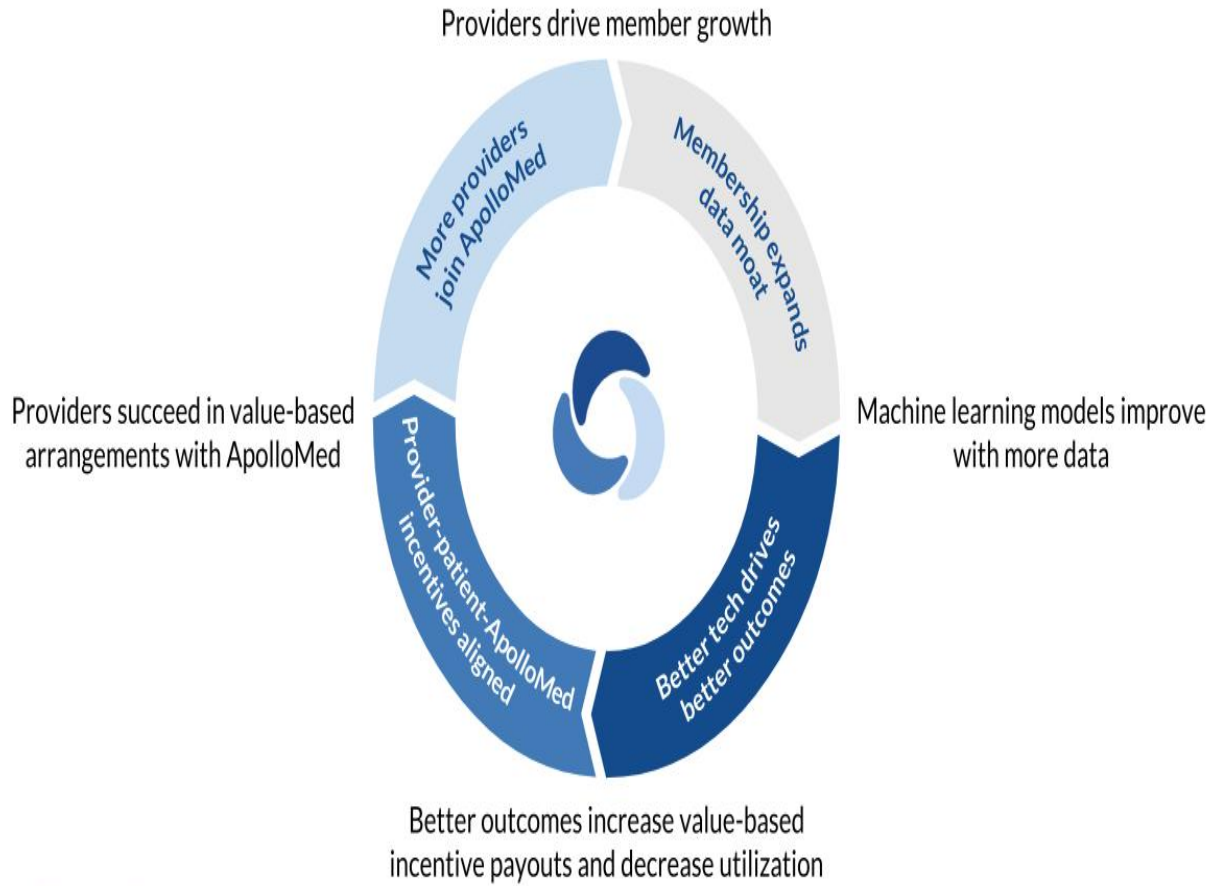 Providers drive member growth
More providers
join ApolloMed
Membership expands
data moat
Providers succeed in value-based
arrangements with ApolloMed
Machine learning models improve
with more data
Provider-patient-ApolloMed
incentives aligned
Better tech drives
better outcomes
Better outcomes increase value-based
incentive payouts and decrease utilization